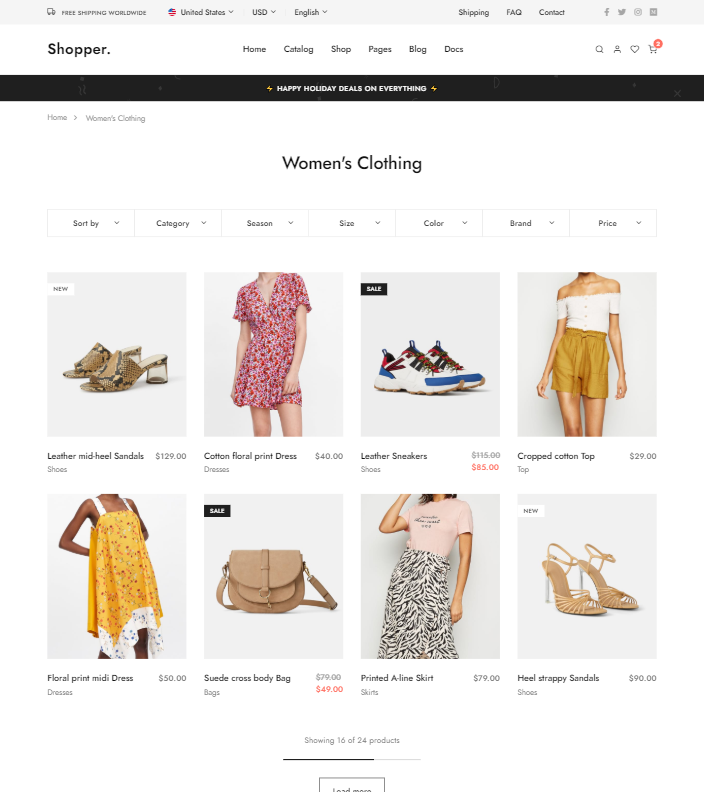 FREE SHIPPING WORLDWIDE United States USD English Shipping FAQ Contact
Shopper. Home Catalog Shop Pages Blog Docs 2
⚡ HAPPY HOLIDAY DEALS ON EVERYTHING ⚡
Home > Women's Clothing
Women's Clothing
Sort by Category Season Size Color Brand Price
NEW
SALE
Leather mid-heel Sandals $129.00
Shoes
Cotton floral print Dress $40.00
Dresses
Leather Sneakers $115.00
Shoes $85.00
Cropped cotton Top $29.00
Top
SALE
NEW
Floral print midi Dress $50.00
Dresses
Suede cross body Bag $79.00
Bags $49.00
Printed A-line Skirt $79.00
Skirts
Heel strappy Sandals $90.00
Shoes
Showing 16 of 24 products
Load more